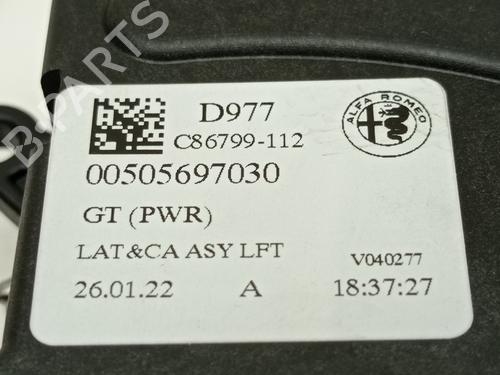 D977
C86799-112
ALFA ROMEO
00505697030
GT (PWR)
LAT&CA ASY LFT
V040277
26.01.22 A 18:37:27
B-PARTS